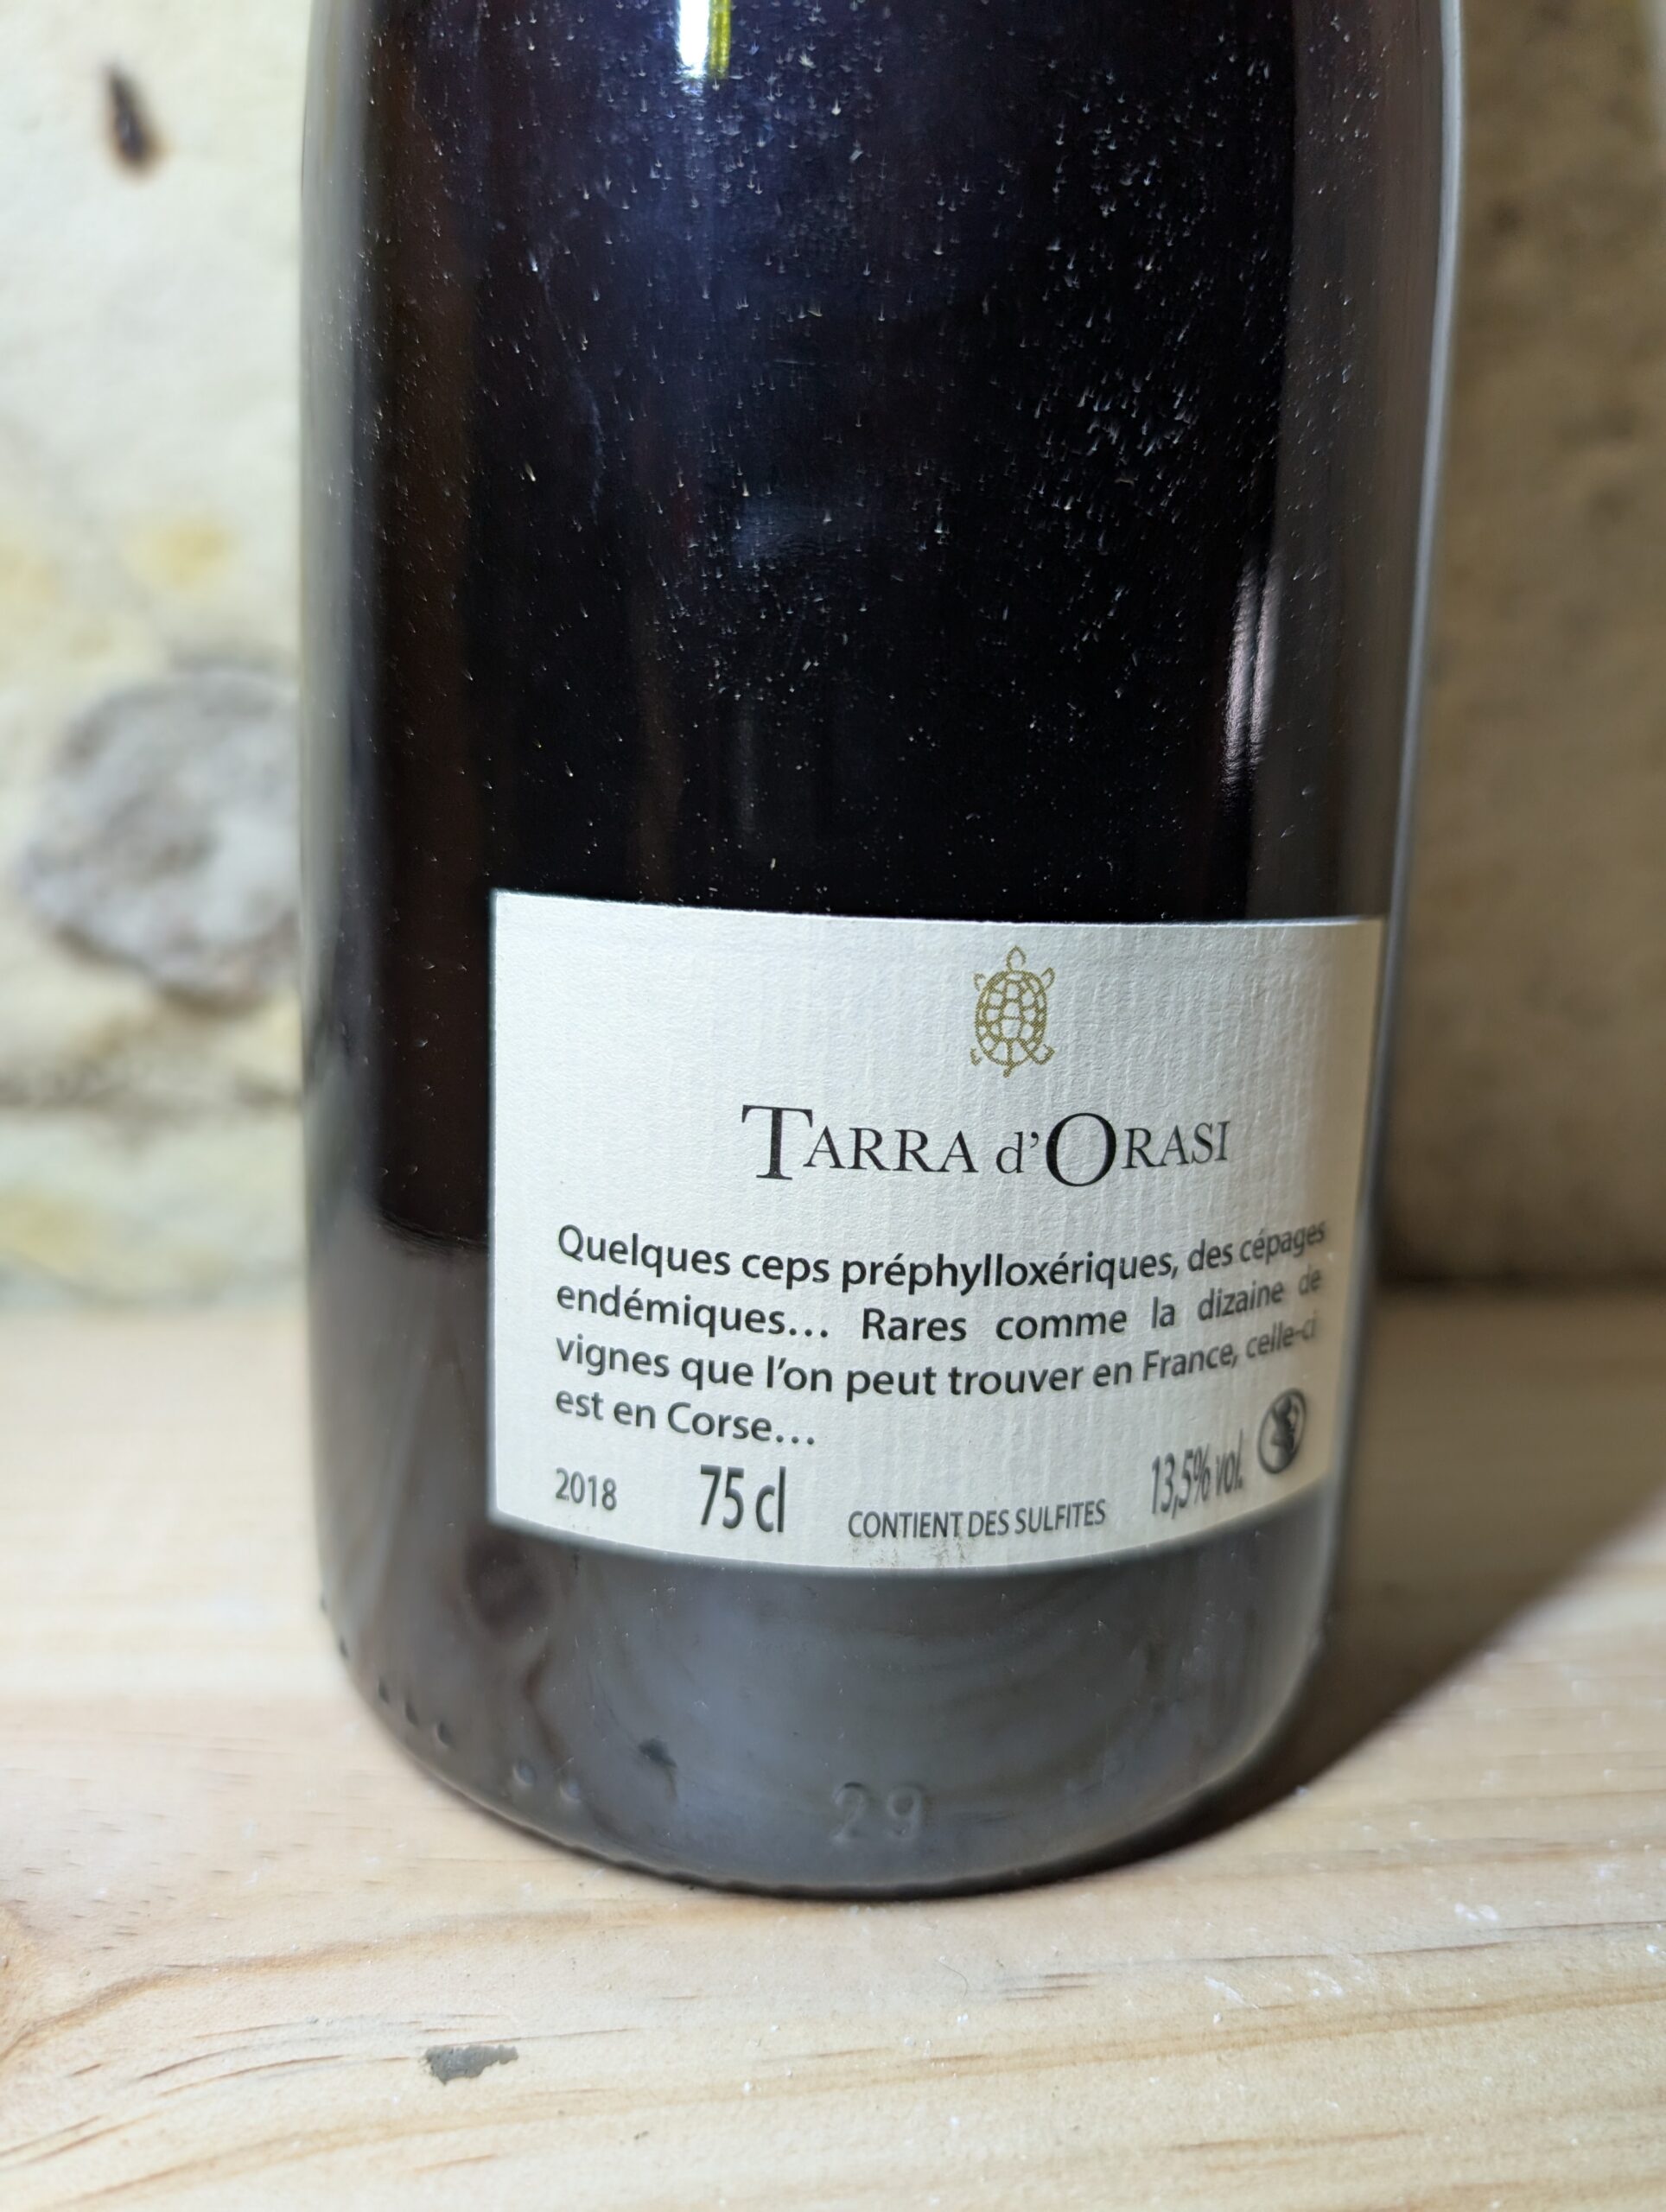 TARRA d'ORASI
Quelques ceps préphylloxériques, des cépages
endémiques... Rares comme la dizaine de
vignes que l'on peut trouver en France, celle-ci
est en Corse...
2018 75 cl CONTIENT DES SULFITES 13,5% vol.
29